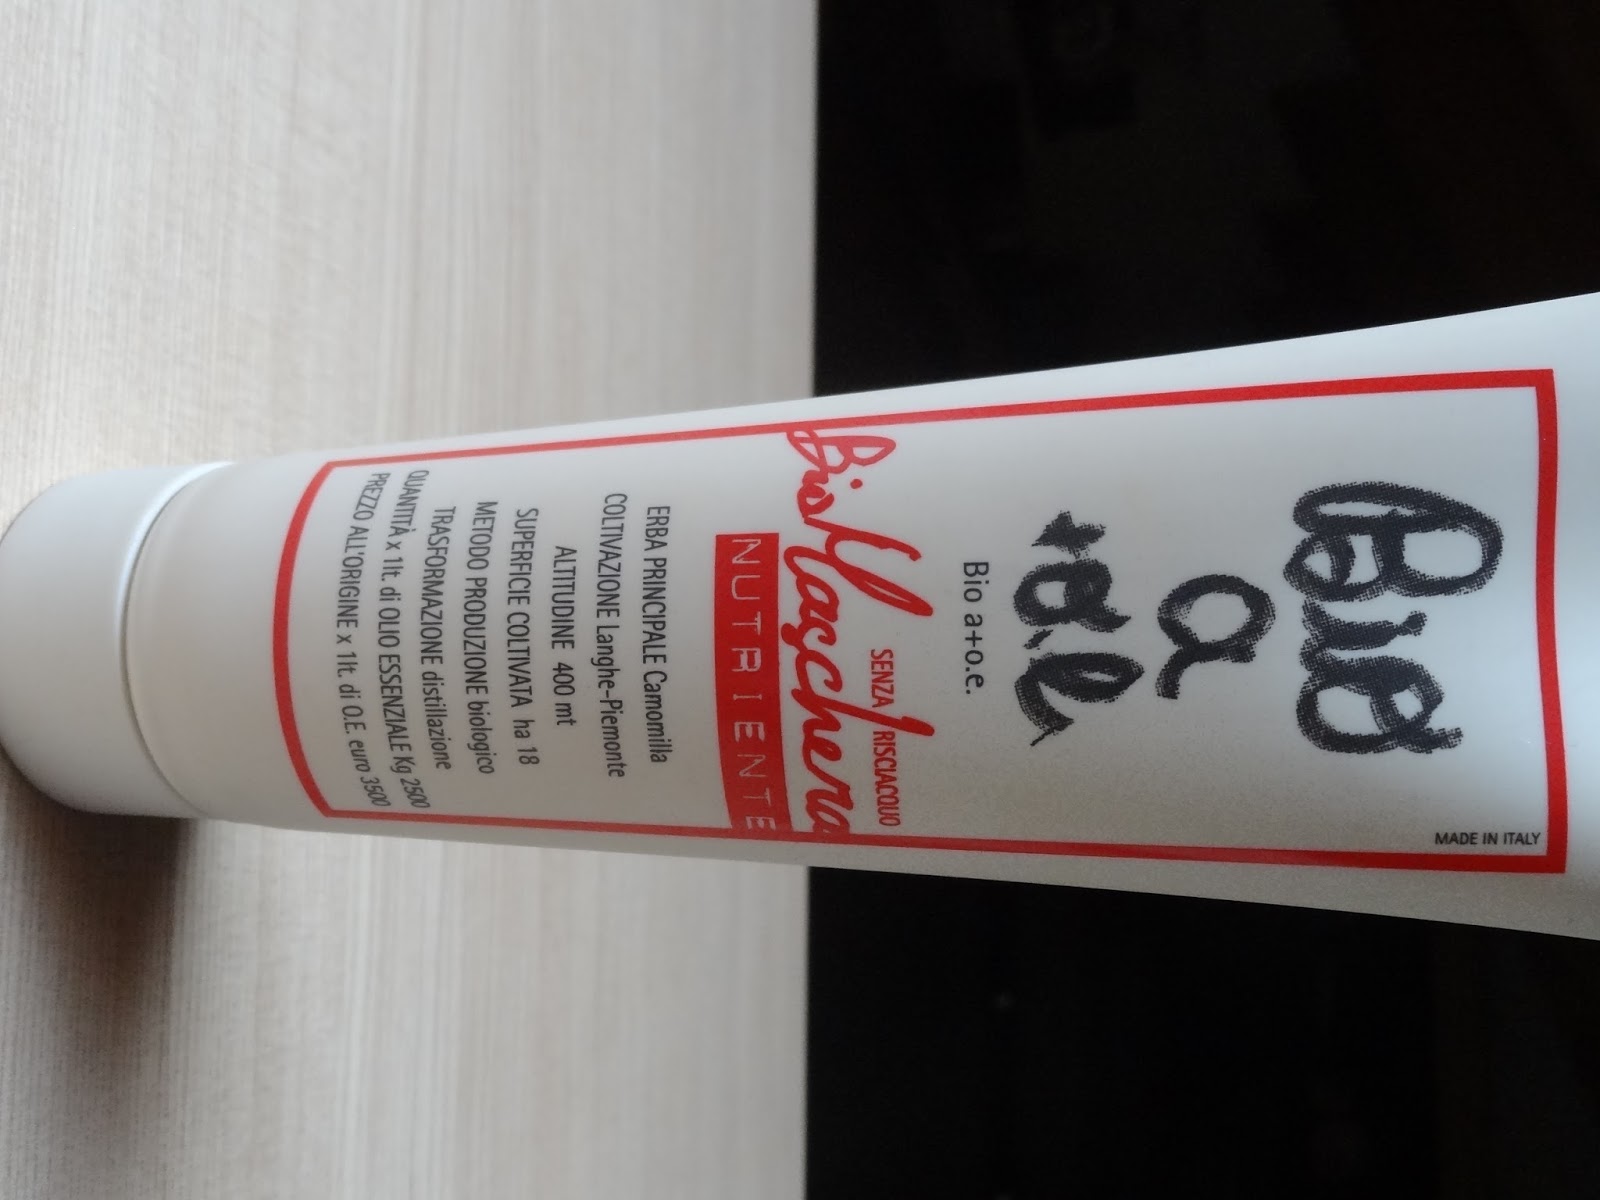 MADE IN ITALY
Bio
a
+o.e.
Bio a+o.e.
SENZA RISCIACQUO
BioMaschera
NUTRIENTE
ERBA PRINCIPALE Camomilla
COLTIVAZIONE Langhe-Piemonte
ALTITUDINE 400 mt
SUPERFICIE COLTIVATA ha 18
METODO PRODUZIONE biologico
TRASFORMAZIONE distillazione
QUANTITÀ x 1lt. di OLIO ESSENZIALE Kg 2500
PREZZO ALL'ORIGINE x 1lt. di O.E. euro 3500